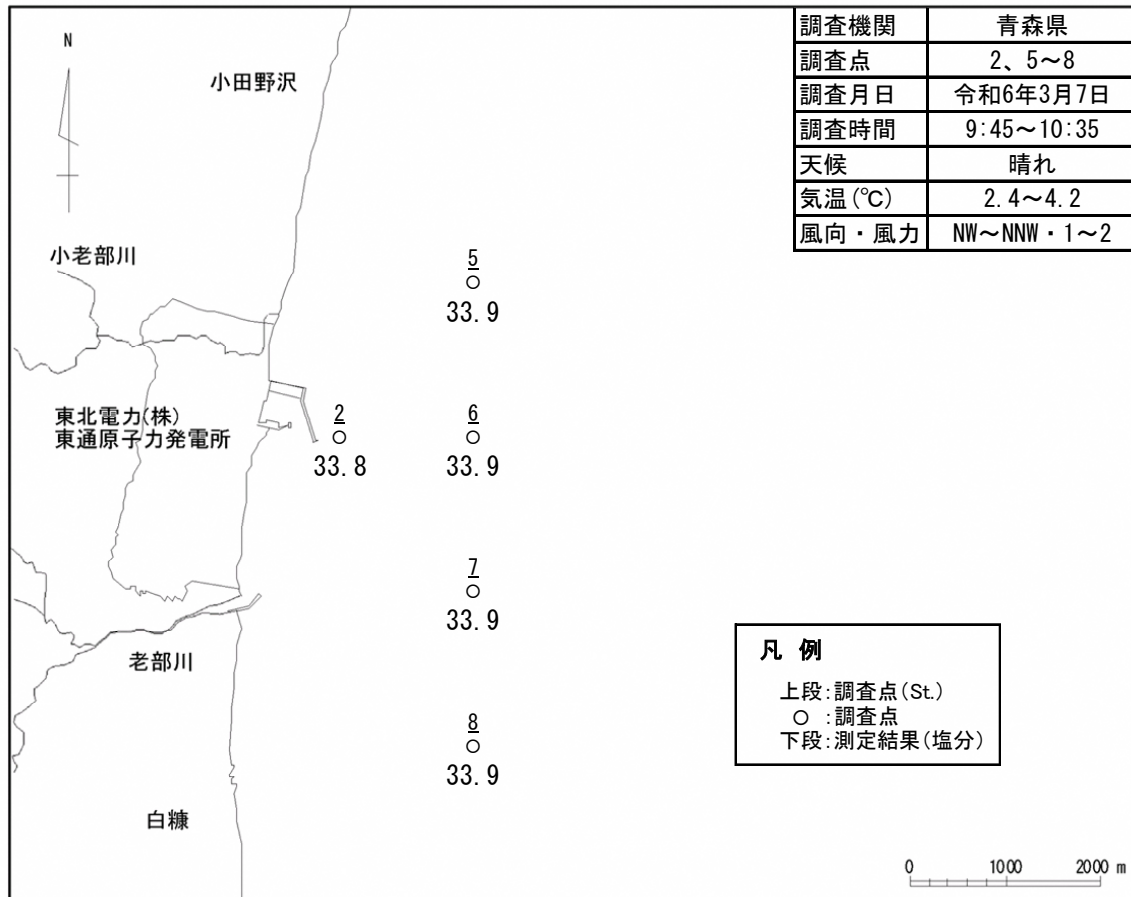 調査機関 青森県
調査点 2、5~8
調査月日 令和6年3月7日
調査時間 9:45~10:35
天候 晴れ
気温(℃) 2.4~4.2
風向・風力 NW~NNW・1~2
N
小田野沢
小老部川
5
33.9
東北電力(株)
東通原子力発電所
2
33.8
6
33.9
7
33.9
老部川
8
33.9
白糠
凡 例
上段:調査点(St.)
○ :調査点
下段:測定結果(塩分)
0 1000 2000 m